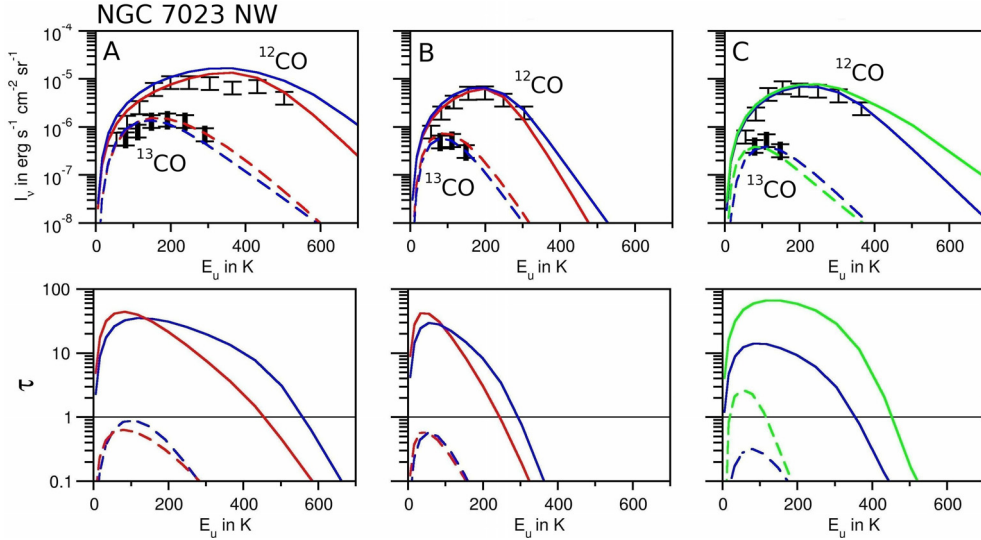 NGC 7023 NW
I_ν in erg s⁻¹ cm⁻² sr⁻¹
10⁻⁴
10⁻⁵
10⁻⁶
10⁻⁷
10⁻⁸
A
¹²CO
¹³CO
0 200 400 600
E_u in K
B
¹²CO
¹³CO
0 200 400 600
E_u in K
C
¹²CO
¹³CO
0 200 400 600
E_u in K
τ
100
10
1
0.1
0 200 400 600
E_u in K
0 200 400 600
E_u in K
0 200 400 600
E_u in K